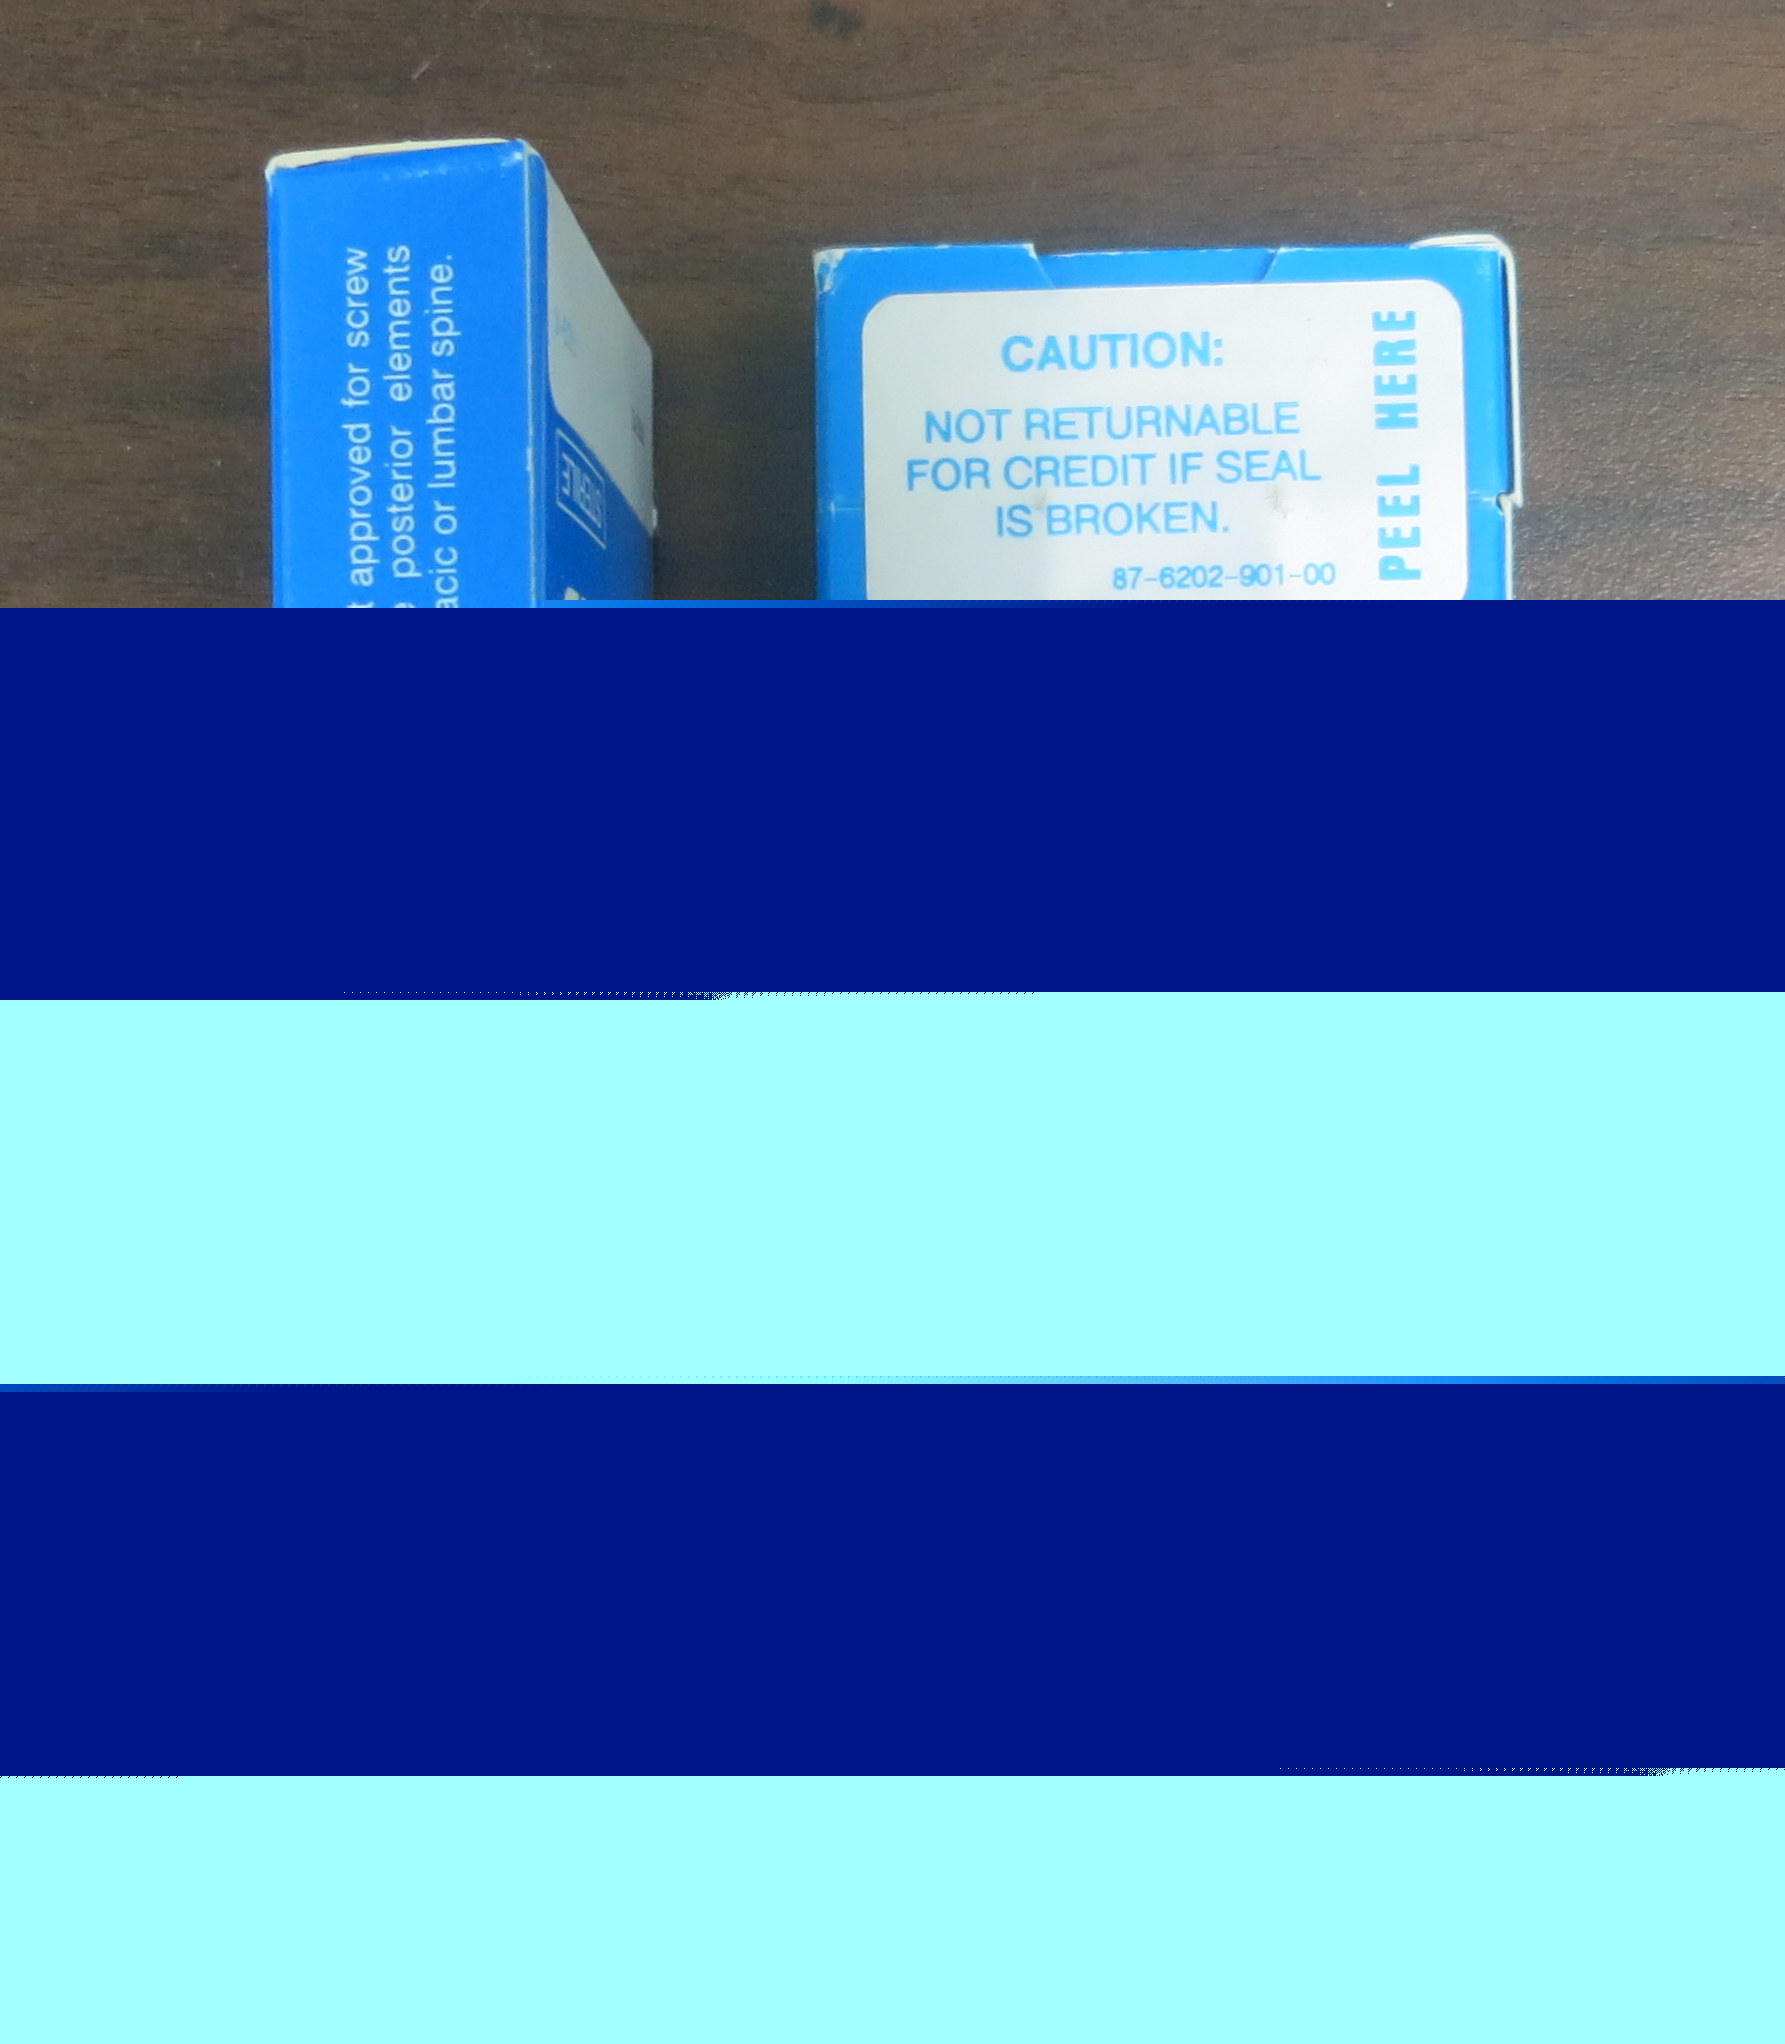 approved for screw
posterior elements
acic or lumbar spine.
STERILE
CAUTION:
NOT RETURNABLE
FOR CREDIT IF SEAL
IS BROKEN.
87-6202-901-00
PEEL HERE